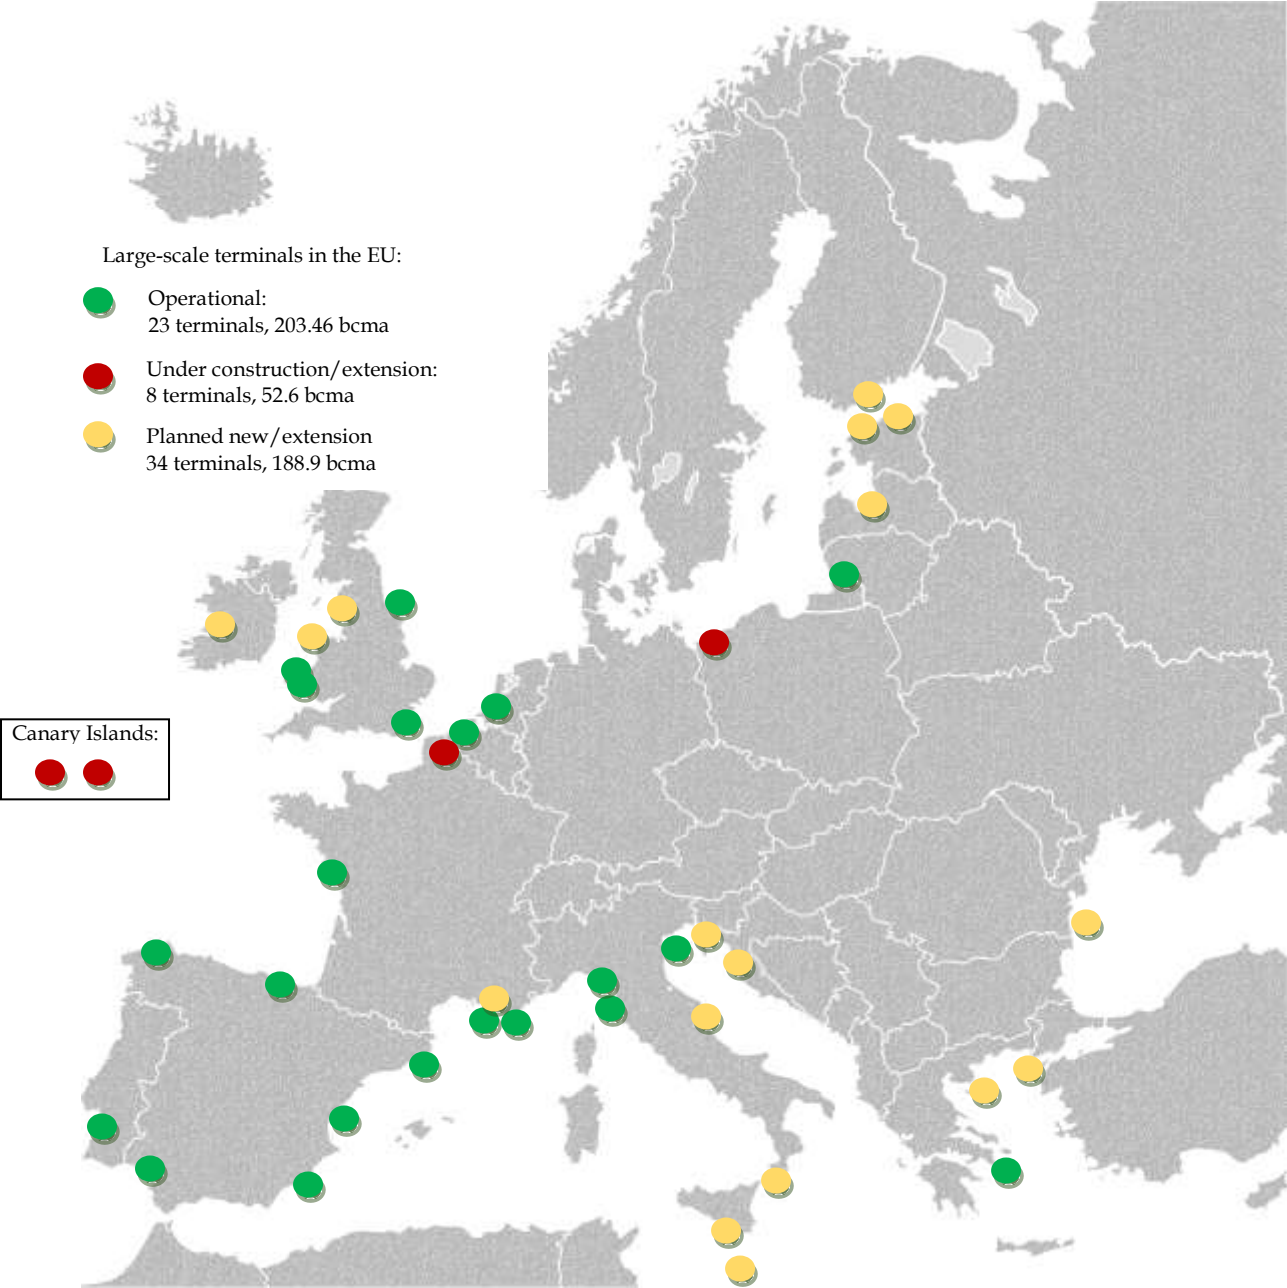 Large-scale terminals in the EU:
Operational:
23 terminals, 203.46 bcma
Under construction/extension:
8 terminals, 52.6 bcma
Planned new/extension
34 terminals, 188.9 bcma
Canary Islands: